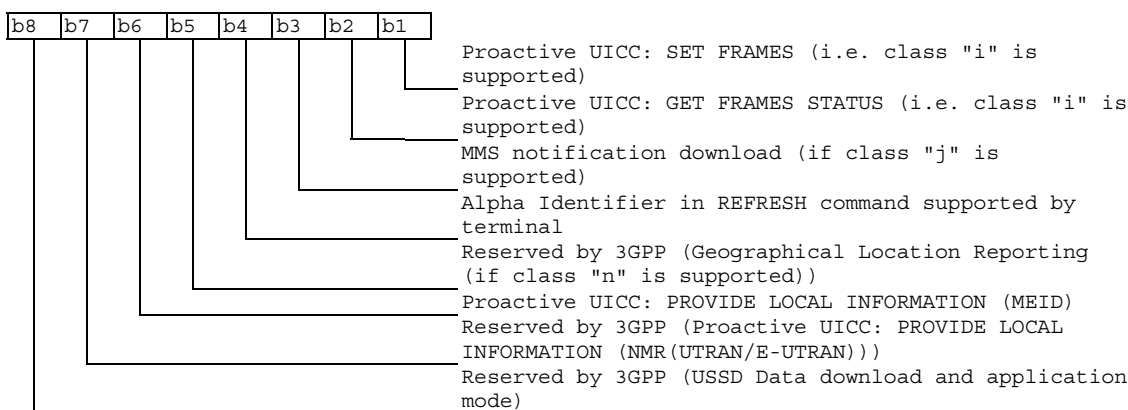 b8 b7 b6 b5 b4 b3 b2 b1
Proactive UICC: SET FRAMES (i.e. class "i" is
supported)
Proactive UICC: GET FRAMES STATUS (i.e. class "i" is
supported)
MMS notification download (if class "j" is
supported)
Alpha Identifier in REFRESH command supported by
terminal
Reserved by 3GPP (Geographical Location Reporting
(if class "n" is supported))
Proactive UICC: PROVIDE LOCAL INFORMATION (MEID)
Reserved by 3GPP (Proactive UICC: PROVIDE LOCAL
INFORMATION (NMR(UTRAN/E-UTRAN)))
Reserved by 3GPP (USSD Data download and application
mode)